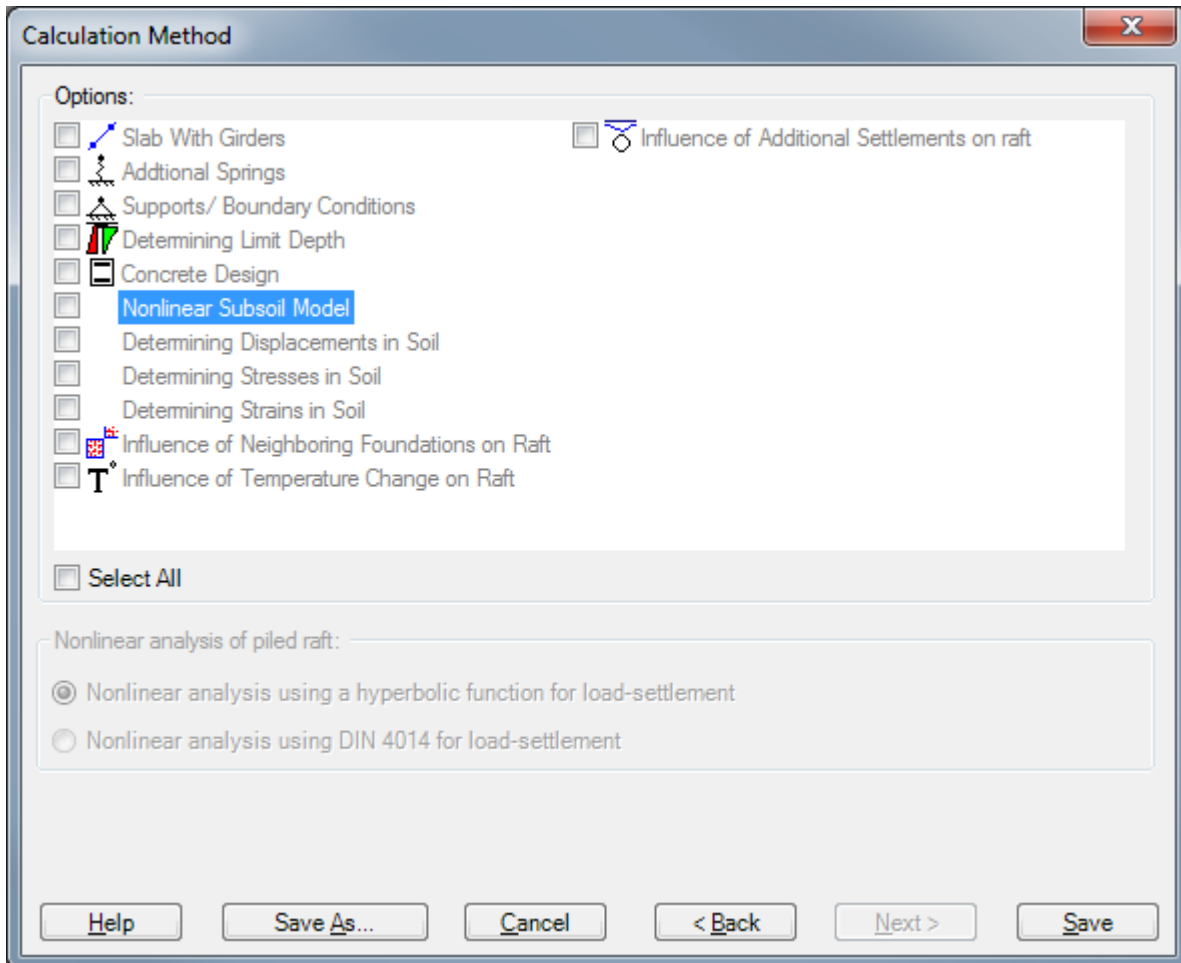 Calculation Method
Options:
Slab With Girders
Addtional Springs
Supports/ Boundary Conditions
Determining Limit Depth
Concrete Design
Nonlinear Subsoil Model
Determining Displacements in Soil
Determining Stresses in Soil
Determining Strains in Soil
Influence of Neighboring Foundations on Raft
T° Influence of Temperature Change on Raft
Influence of Additional Settlements on raft
Select All
Nonlinear analysis of piled raft:
Nonlinear analysis using a hyperbolic function for load-settlement
Nonlinear analysis using DIN 4014 for load-settlement
Help Save As... Cancel < Back Next > Save